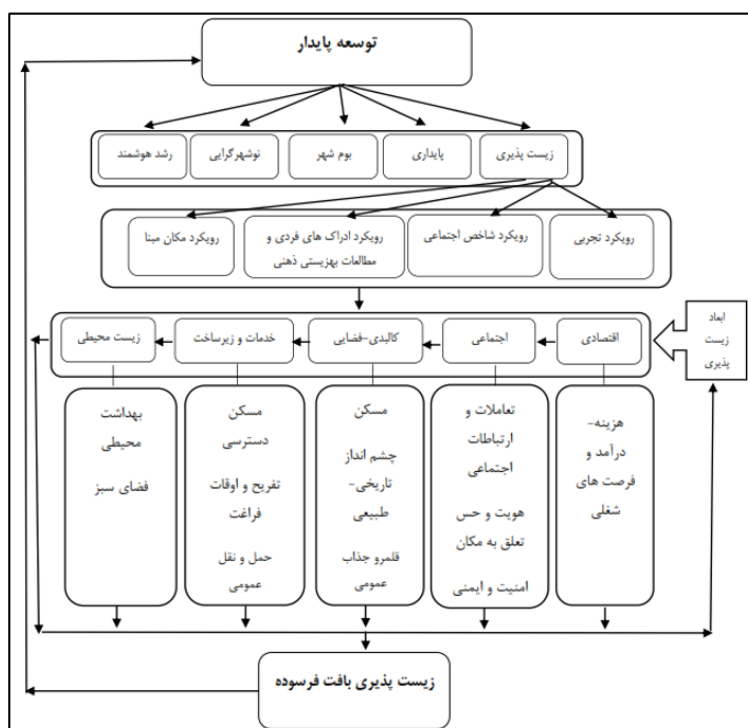 توسعه پایدار
زیست پذیری
پایداری
بوم شهر
نوشهرگرایی
رشد هوشمند
رویکرد تجربی
رویکرد شاخص اجتماعی
رویکرد ادراک های فردی و
مطالعات بهزیستی ذهنی
رویکرد مکان مبنا
ابعاد
زیست
پذیری
اقتصادی
اجتماعی
کالبدی-فضایی
خدمات و زیرساخت
زیست محیطی
هزینه-
درآمد و
فرصت های
شغلی
تعاملات و
ارتباطات
اجتماعی
هویت و حس
تعلق به مکان
امنیت و ایمنی
مسکن
چشم انداز
تاریخی-
طبیعی
قلمرو جذاب
عمومی
مسکن
دسترسی
تفریح و اوقات
فراغت
حمل و نقل
عمومی
بهداشت
محیطی
فضای سبز
زیست پذیری بافت فرسوده